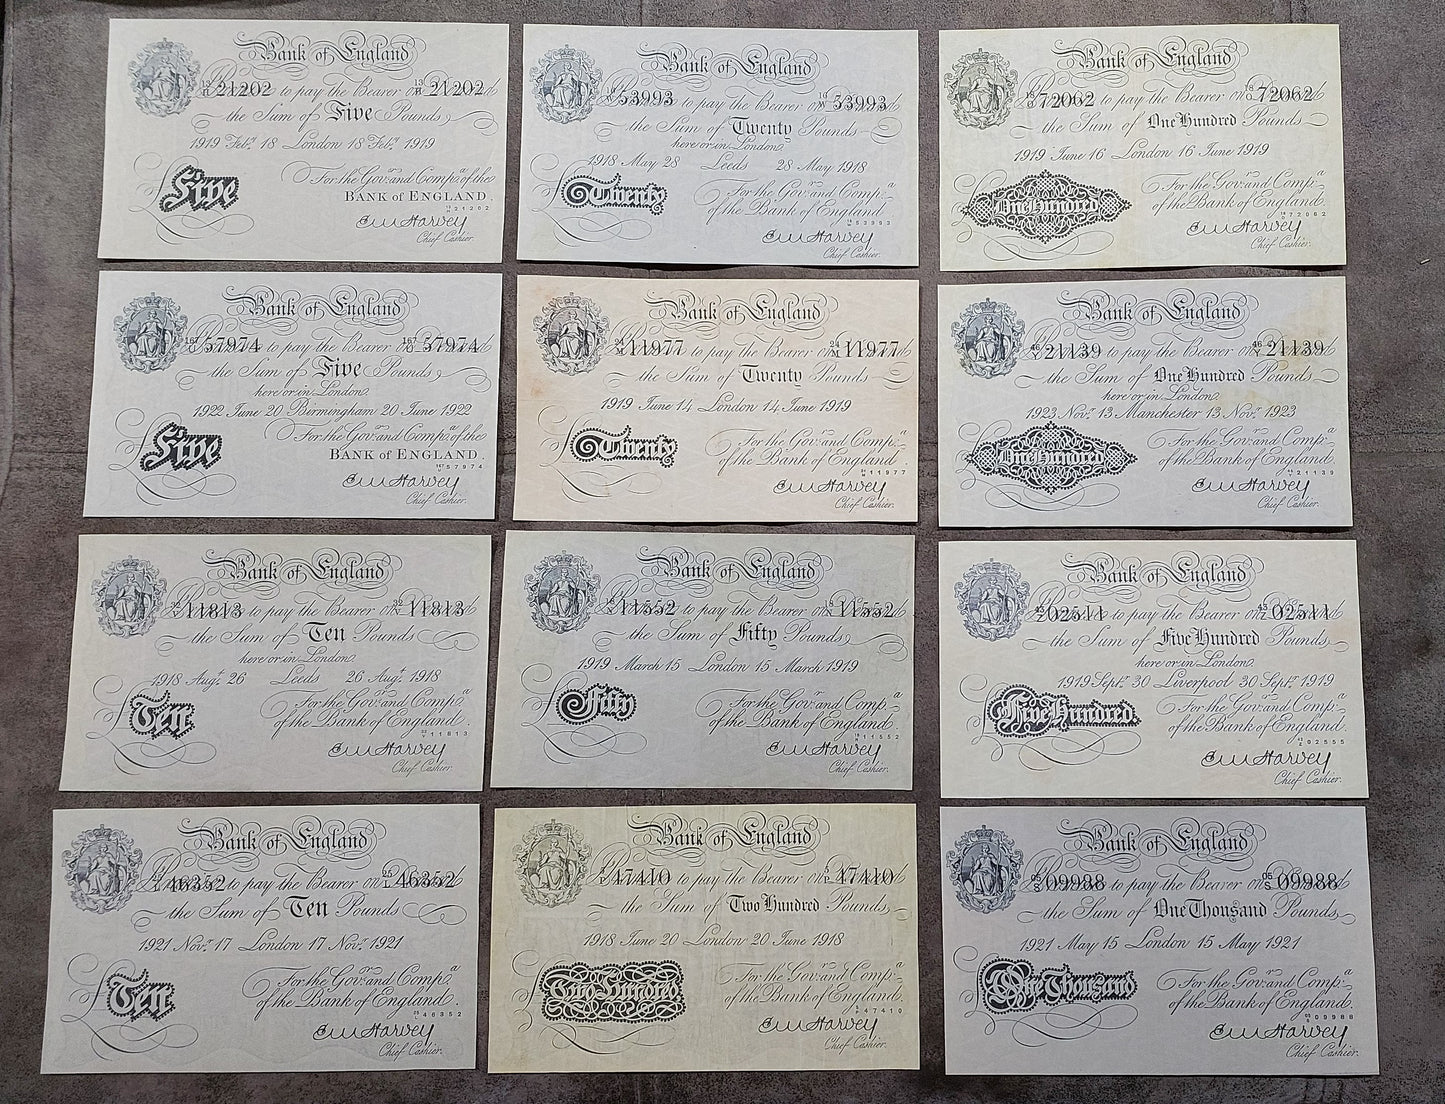 Bank of England
13/R 21202 to pay the Bearer on 13/R 21202
the Sum of Five Pounds
1919 Feb.y 18 London 18 Feb.y 1919
Five
For the Gov.r and Comp.a of the
BANK OF ENGLAND.
21202
E.M. Harvey
Chief Cashier.
Bank of England
53993 to pay the Bearer on 53993
the Sum of Twenty Pounds
here or in London
1918 May 28 Leeds 28 May 1918
Twenty
For the Gov.r and Comp.a
of the Bank of England.
53993
E.M. Harvey
Chief Cashier.
Bank of England
72062 to pay the Bearer on 72062
the Sum of One Hundred Pounds
1919 June 16 London 16 June 1919
One Hundred
For the Gov.r and Comp.a
of the Bank of England.
72062
E.M. Harvey
Chief Cashier.
Bank of England
57974 to pay the Bearer on 57974
the Sum of Five Pounds
here or in London
1922 June 20 Birmingham 20 June 1922
Five
For the Gov.r and Comp.a of the
BANK OF ENGLAND.
57974
E.M. Harvey
Chief Cashier.
Bank of England
24/M 11977 to pay the Bearer on 24/M 11977
the Sum of Twenty Pounds
1919 June 14 London 14 June 1919
Twenty
For the Gov.r and Comp.a
of the Bank of England.
11977
E.M. Harvey
Chief Cashier.
Bank of England
46/Y 21139 to pay the Bearer on 46/Y 21139
the Sum of One Hundred Pounds
here or in London
1923 Nov.r 13 Manchester 13 Nov.r 1923
One Hundred
For the Gov.r and Comp.a
of the Bank of England.
21139
E.M. Harvey
Chief Cashier.
Bank of England
11813 to pay the Bearer on 11813
the Sum of Ten Pounds
here or in London
1918 Aug.t 26 Leeds 26 Aug.t 1918
Ten
For the Gov.r and Comp.a
of the Bank of England.
11813
E.M. Harvey
Chief Cashier.
Bank of England
11552 to pay the Bearer on 11552
the Sum of Fifty Pounds
1919 March 15 London 15 March 1919
Fifty
For the Gov.r and Comp.a
of the Bank of England.
11552
E.M. Harvey
Chief Cashier.
Bank of England
02511 to pay the Bearer on 02511
the Sum of Five Hundred Pounds
here or in London
1919 Sept.r 30 Liverpool 30 Sept.r 1919
Five Hundred
For the Gov.r and Comp.a
of the Bank of England.
02555
E.M. Harvey
Chief Cashier.
Bank of England
46352 to pay the Bearer on 46352
the Sum of Ten Pounds
1921 Nov.r 17 London 17 Nov.r 1921
Ten
For the Gov.r and Comp.a
of the Bank of England.
46352
E.M. Harvey
Chief Cashier.
Bank of England
47410 to pay the Bearer on 47410
the Sum of Two Hundred Pounds
1918 June 20 London 20 June 1918
Two Hundred
For the Gov.r and Comp.a
of the Bank of England.
47410
E.M. Harvey
Chief Cashier.
Bank of England
05/S 09988 to pay the Bearer on 05/S 09988
the Sum of One Thousand Pounds
1921 May 15 London 15 May 1921
One Thousand
For the Gov.r and Comp.a
of the Bank of England.
09988
E.M. Harvey
Chief Cashier.